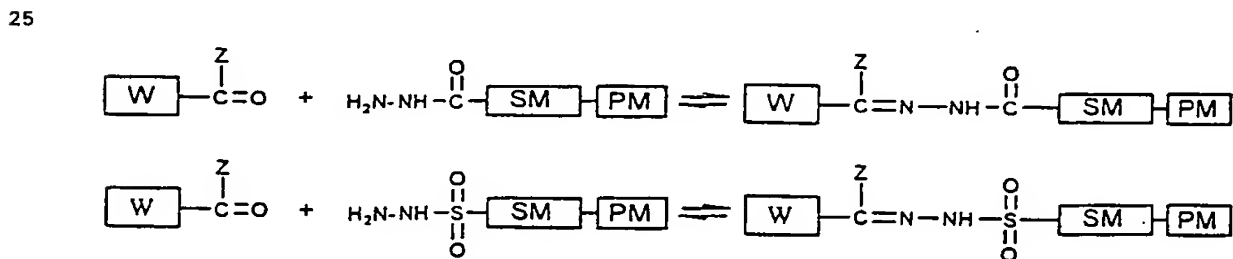 25
Z O Z O
W C=O + H₂N-NH-C SM PM ⇌ W C=N-NH-C SM PM
Z O Z O
W C=O + H₂N-NH-S SM PM ⇌ W C=N-NH-S SM PM
O O